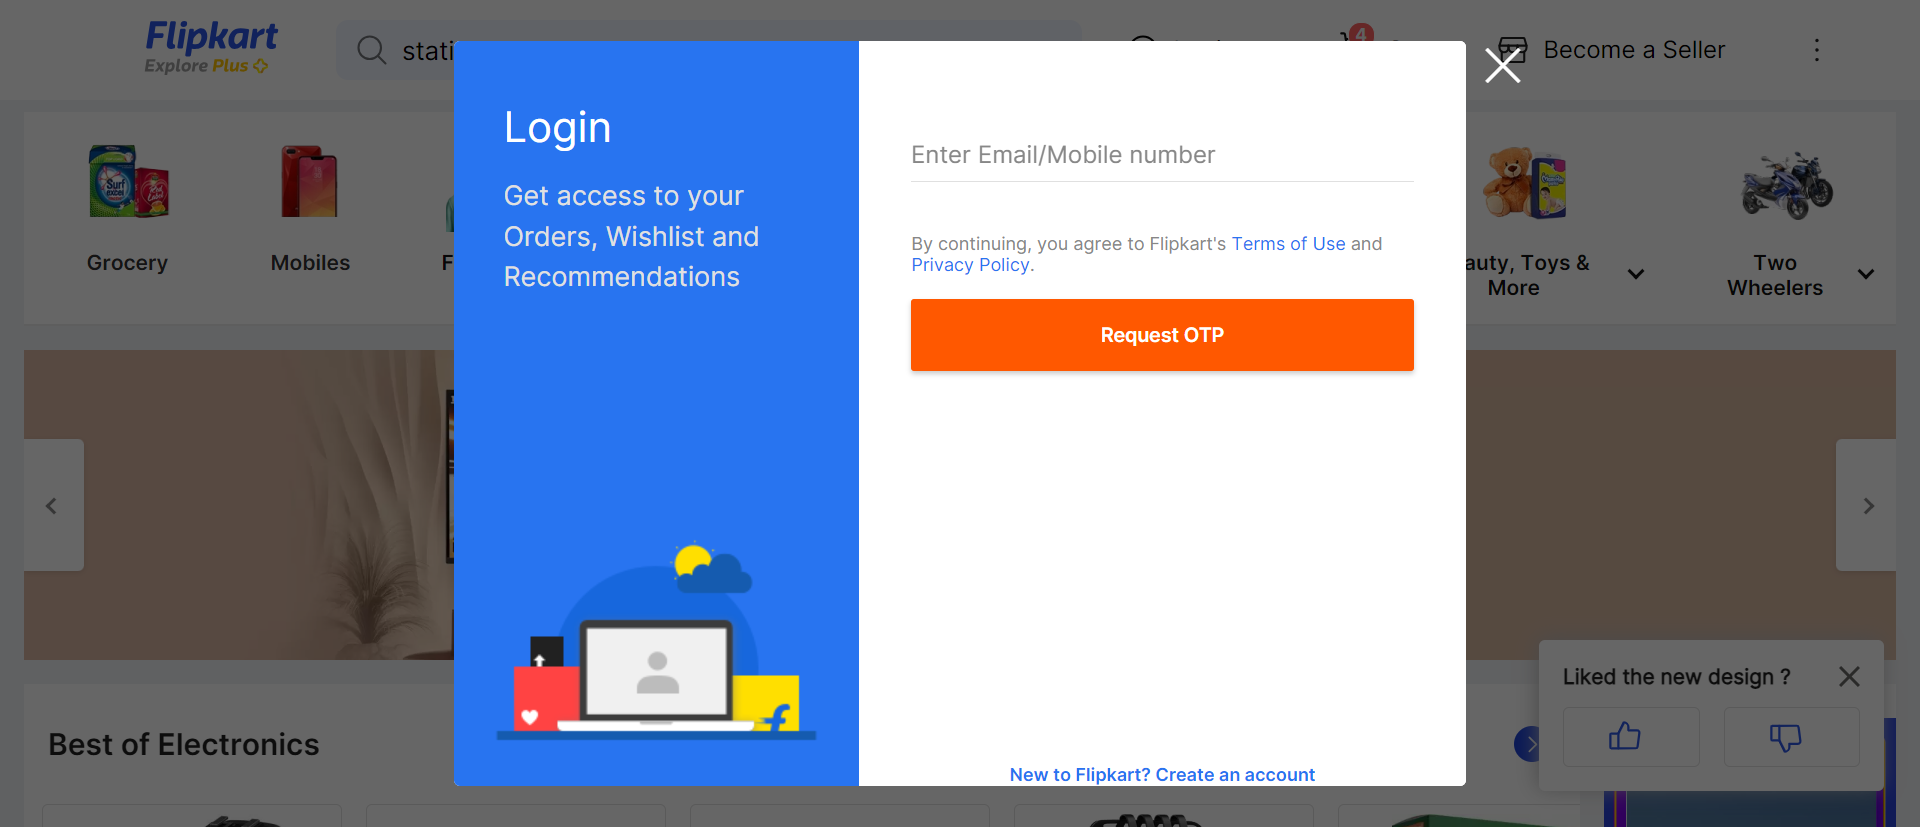 Flipkart
Explore Plus
stati
4
Become a Seller
Login
Get access to your
Orders, Wishlist and
Recommendations
Enter Email/Mobile number
By continuing, you agree to Flipkart's Terms of Use and
Privacy Policy.
Request OTP
New to Flipkart? Create an account
Surf
excel
Grocery
Mobiles
F
auty, Toys &
More
Two
Wheelers
Liked the new design ?
Best of Electronics